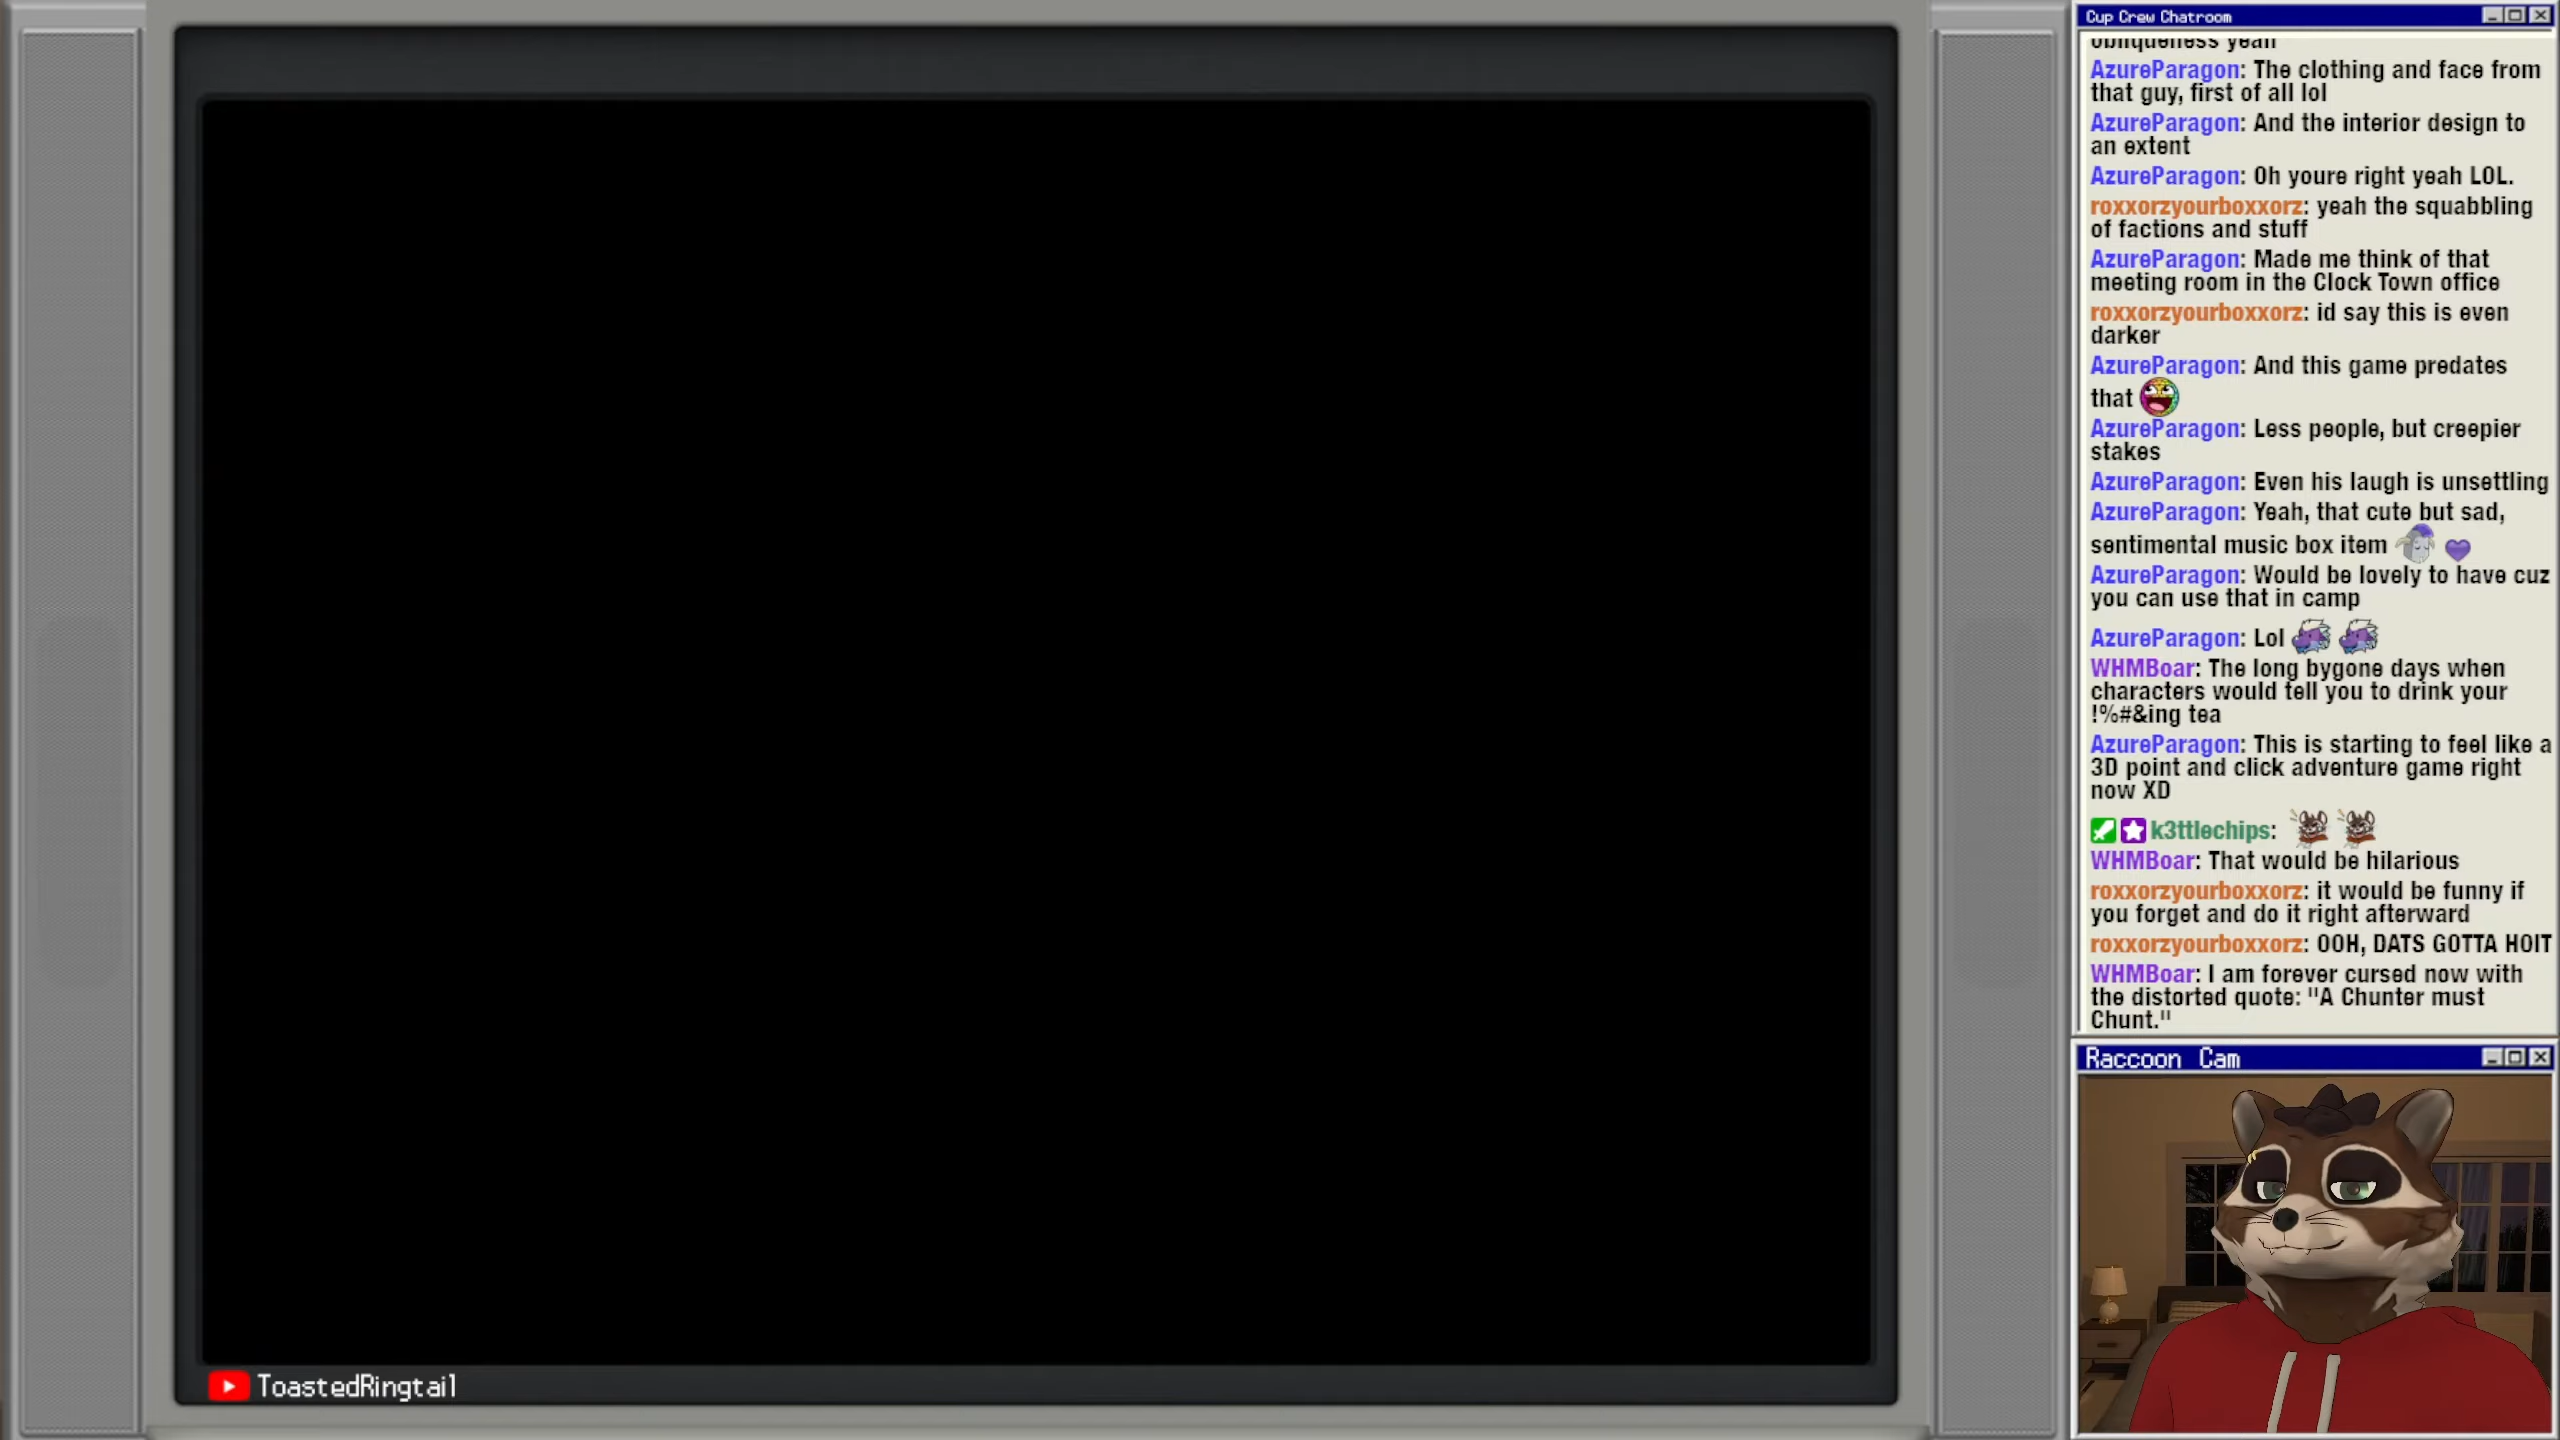 Cup Crew Chatroom
obliqueness yeah
AzureParagon: The clothing and face from
that guy, first of all lol
AzureParagon: And the interior design to
an extent
AzureParagon: Oh youre right yeah LOL.
roxxorzyourboxxorz: yeah the squabbling
of factions and stuff
AzureParagon: Made me think of that
meeting room in the Clock Town office
roxxorzyourboxxorz: id say this is even
darker
AzureParagon: And this game predates
that
AzureParagon: Less people, but creepier
stakes
AzureParagon: Even his laugh is unsettling
AzureParagon: Yeah, that cute but sad,
sentimental music box item
AzureParagon: Would be lovely to have cuz
you can use that in camp
AzureParagon: Lol
WHMBoar: The long bygone days when
characters would tell you to drink your
!%#&ing tea
AzureParagon: This is starting to feel like a
3D point and click adventure game right
now XD
k3ttlechips:
WHMBoar: That would be hilarious
roxxorzyourboxxorz: it would be funny if
you forget and do it right afterward
roxxorzyourboxxorz: OOH, DATS GOTTA HOIT
WHMBoar: I am forever cursed now with
the distorted quote: "A Chunter must
Chunt."
Raccoon Cam
ToastedRingtail